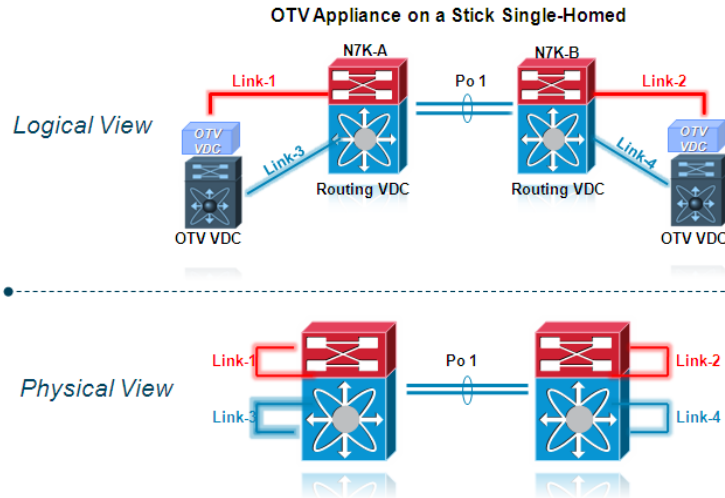 OTV Appliance on a Stick Single-Homed
N7K-A
N7K-B
Link-1
Po 1
Link-2
Logical View
OTV
VDC
OTV
VDC
Link-3
Link-4
Routing VDC
Routing VDC
OTV VDC
OTV VDC
Link-1
Po 1
Link-2
Physical View
Link-3
Link-4